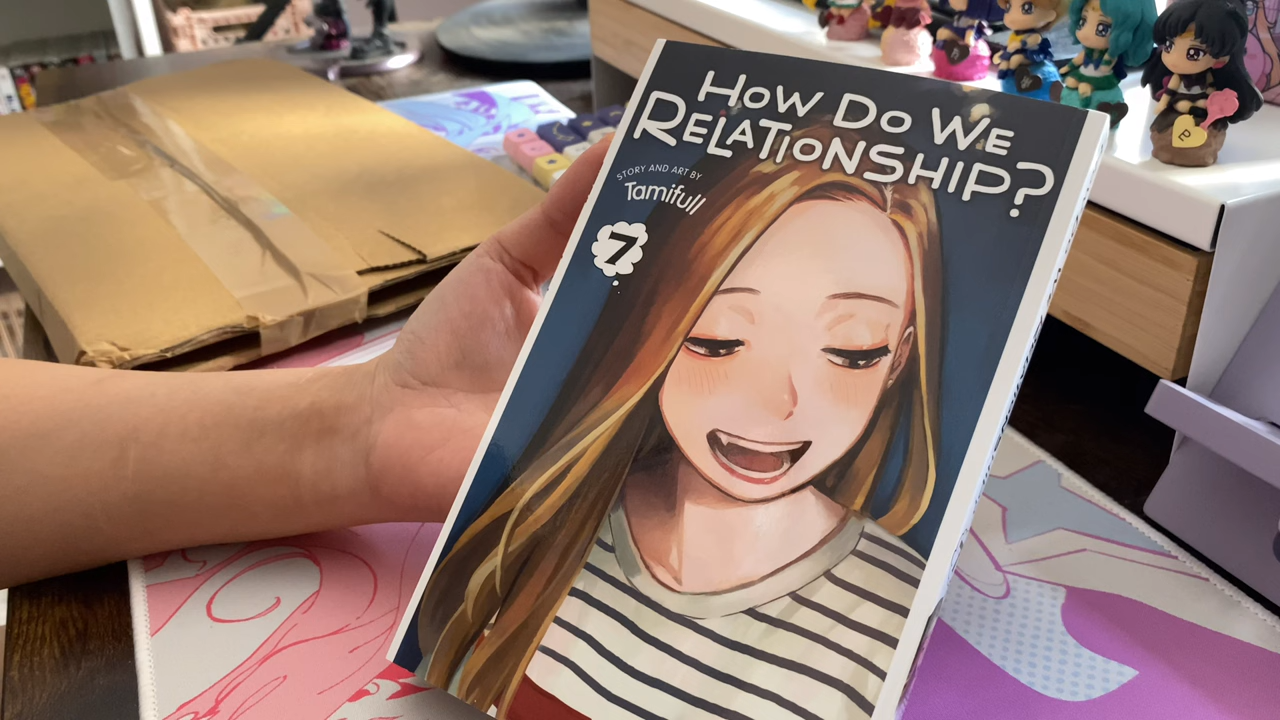 HOW DO WE
RELATIONSHIP?
STORY AND ART BY
Tamifull
7